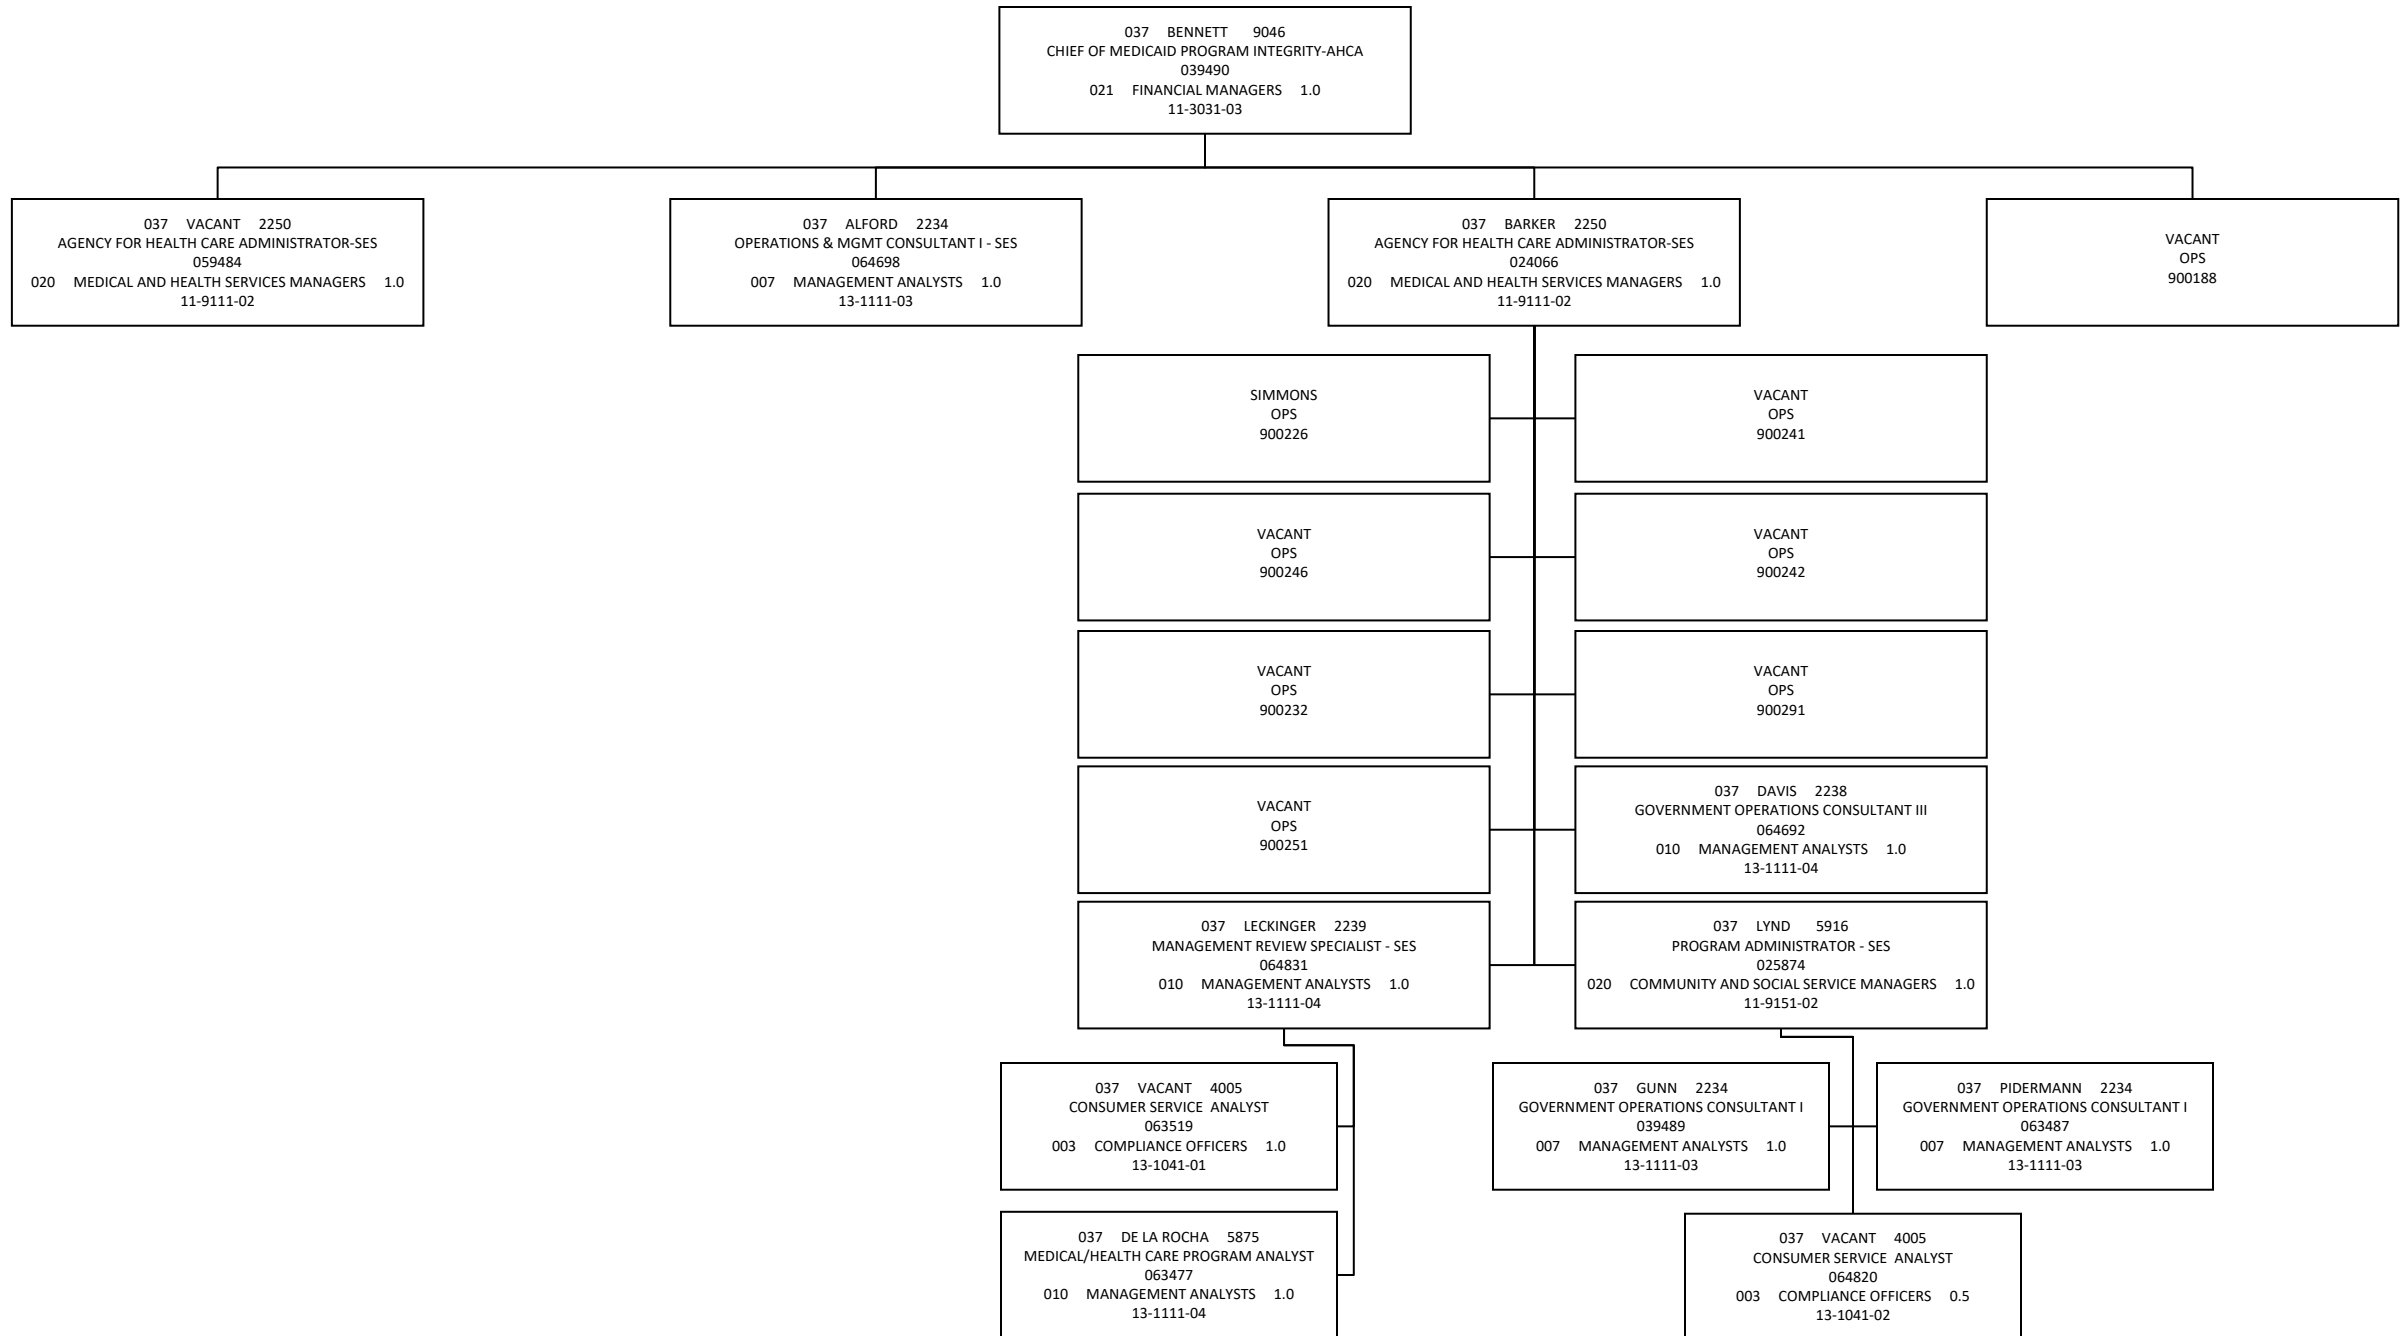 037 BENNETT 9046
CHIEF OF MEDICAID PROGRAM INTEGRITY-AHCA
039490
021 FINANCIAL MANAGERS 1.0
11-3031-03
037 VACANT 2250
AGENCY FOR HEALTH CARE ADMINISTRATOR-SES
059484
020 MEDICAL AND HEALTH SERVICES MANAGERS 1.0
11-9111-02
037 ALFORD 2234
OPERATIONS & MGMT CONSULTANT I - SES
064698
007 MANAGEMENT ANALYSTS 1.0
13-1111-03
037 BARKER 2250
AGENCY FOR HEALTH CARE ADMINISTRATOR-SES
024066
020 MEDICAL AND HEALTH SERVICES MANAGERS 1.0
11-9111-02
VACANT
OPS
900188
SIMMONS
OPS
900226
VACANT
OPS
900241
VACANT
OPS
900246
VACANT
OPS
900242
VACANT
OPS
900232
VACANT
OPS
900291
VACANT
OPS
900251
037 DAVIS 2238
GOVERNMENT OPERATIONS CONSULTANT III
064692
010 MANAGEMENT ANALYSTS 1.0
13-1111-04
037 LECKINGER 2239
MANAGEMENT REVIEW SPECIALIST - SES
064831
010 MANAGEMENT ANALYSTS 1.0
13-1111-04
037 LYND 5916
PROGRAM ADMINISTRATOR - SES
025874
020 COMMUNITY AND SOCIAL SERVICE MANAGERS 1.0
11-9151-02
037 VACANT 4005
CONSUMER SERVICE ANALYST
063519
003 COMPLIANCE OFFICERS 1.0
13-1041-01
037 GUNN 2234
GOVERNMENT OPERATIONS CONSULTANT I
039489
007 MANAGEMENT ANALYSTS 1.0
13-1111-03
037 PIDERMANN 2234
GOVERNMENT OPERATIONS CONSULTANT I
063487
007 MANAGEMENT ANALYSTS 1.0
13-1111-03
037 DE LA ROCHA 5875
MEDICAL/HEALTH CARE PROGRAM ANALYST
063477
010 MANAGEMENT ANALYSTS 1.0
13-1111-04
037 VACANT 4005
CONSUMER SERVICE ANALYST
064820
003 COMPLIANCE OFFICERS 0.5
13-1041-02